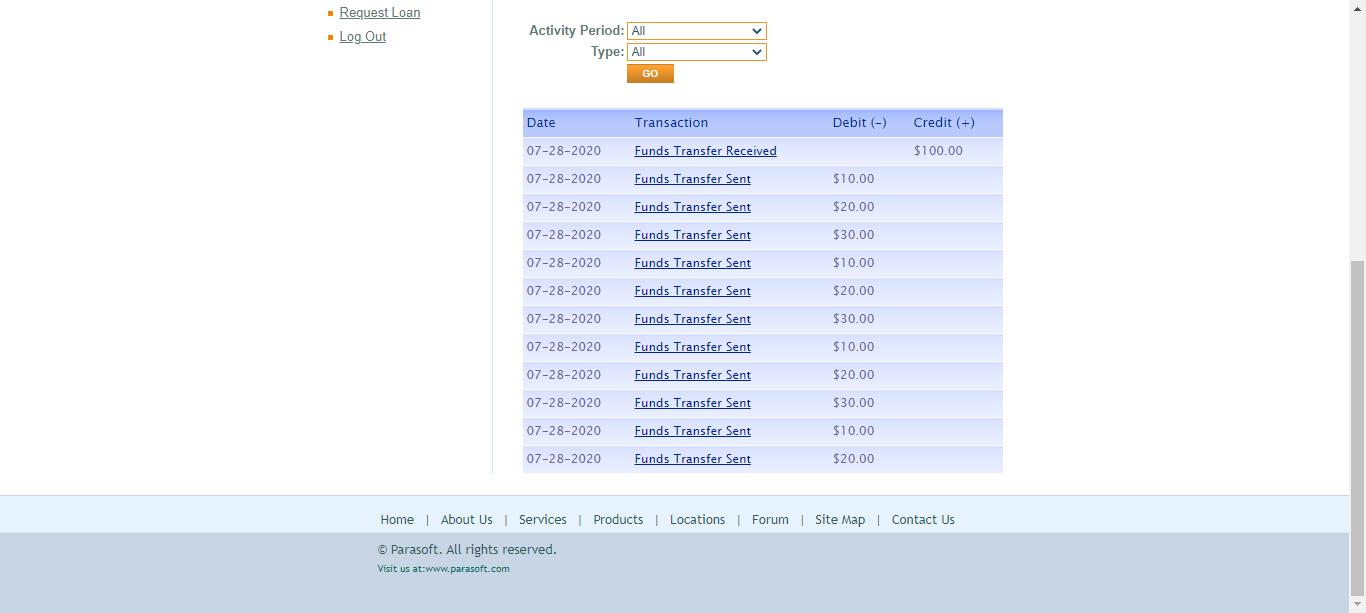 Request Loan
Log Out
Activity Period: All
Type: All
GO
Date Transaction Debit (-) Credit (+)
07-28-2020 Funds Transfer Received $100.00
07-28-2020 Funds Transfer Sent $10.00
07-28-2020 Funds Transfer Sent $20.00
07-28-2020 Funds Transfer Sent $30.00
07-28-2020 Funds Transfer Sent $10.00
07-28-2020 Funds Transfer Sent $20.00
07-28-2020 Funds Transfer Sent $30.00
07-28-2020 Funds Transfer Sent $10.00
07-28-2020 Funds Transfer Sent $20.00
07-28-2020 Funds Transfer Sent $30.00
07-28-2020 Funds Transfer Sent $10.00
07-28-2020 Funds Transfer Sent $20.00
Home | About Us | Services | Products | Locations | Forum | Site Map | Contact Us
© Parasoft. All rights reserved.
Visit us at:www.parasoft.com